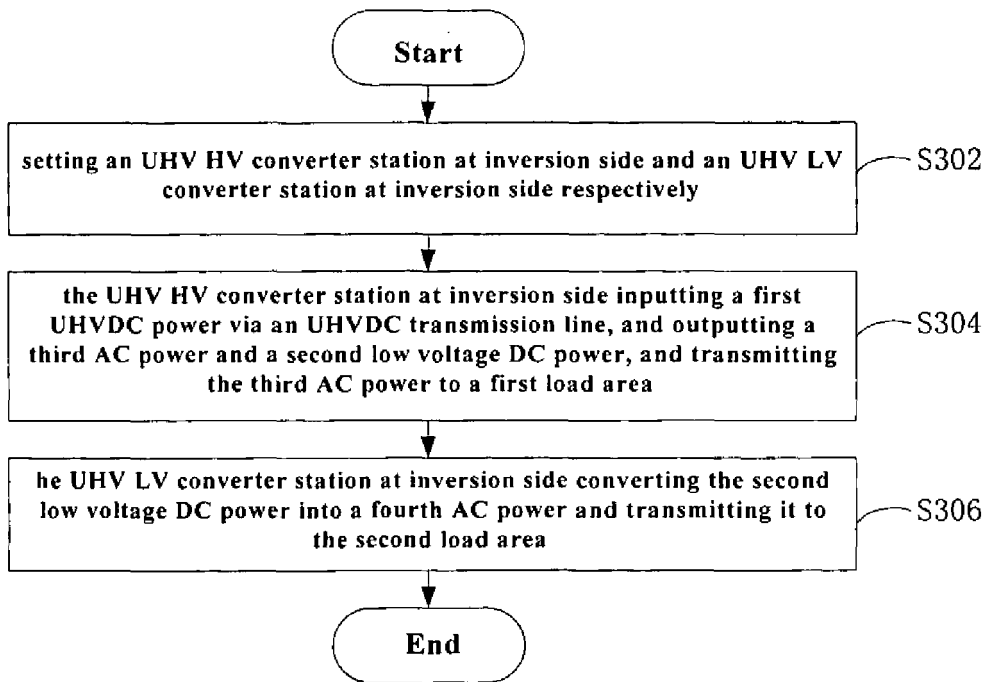 Start
setting an UHV HV converter station at inversion side and an UHV LV
converter station at inversion side respectively
S302
the UHV HV converter station at inversion side inputting a first
UHVDC power via an UHVDC transmission line, and outputting a
third AC power and a second low voltage DC power, and transmitting
the third AC power to a first load area
S304
he UHV LV converter station at inversion side converting the second
low voltage DC power into a fourth AC power and transmitting it to
the second load area
S306
End